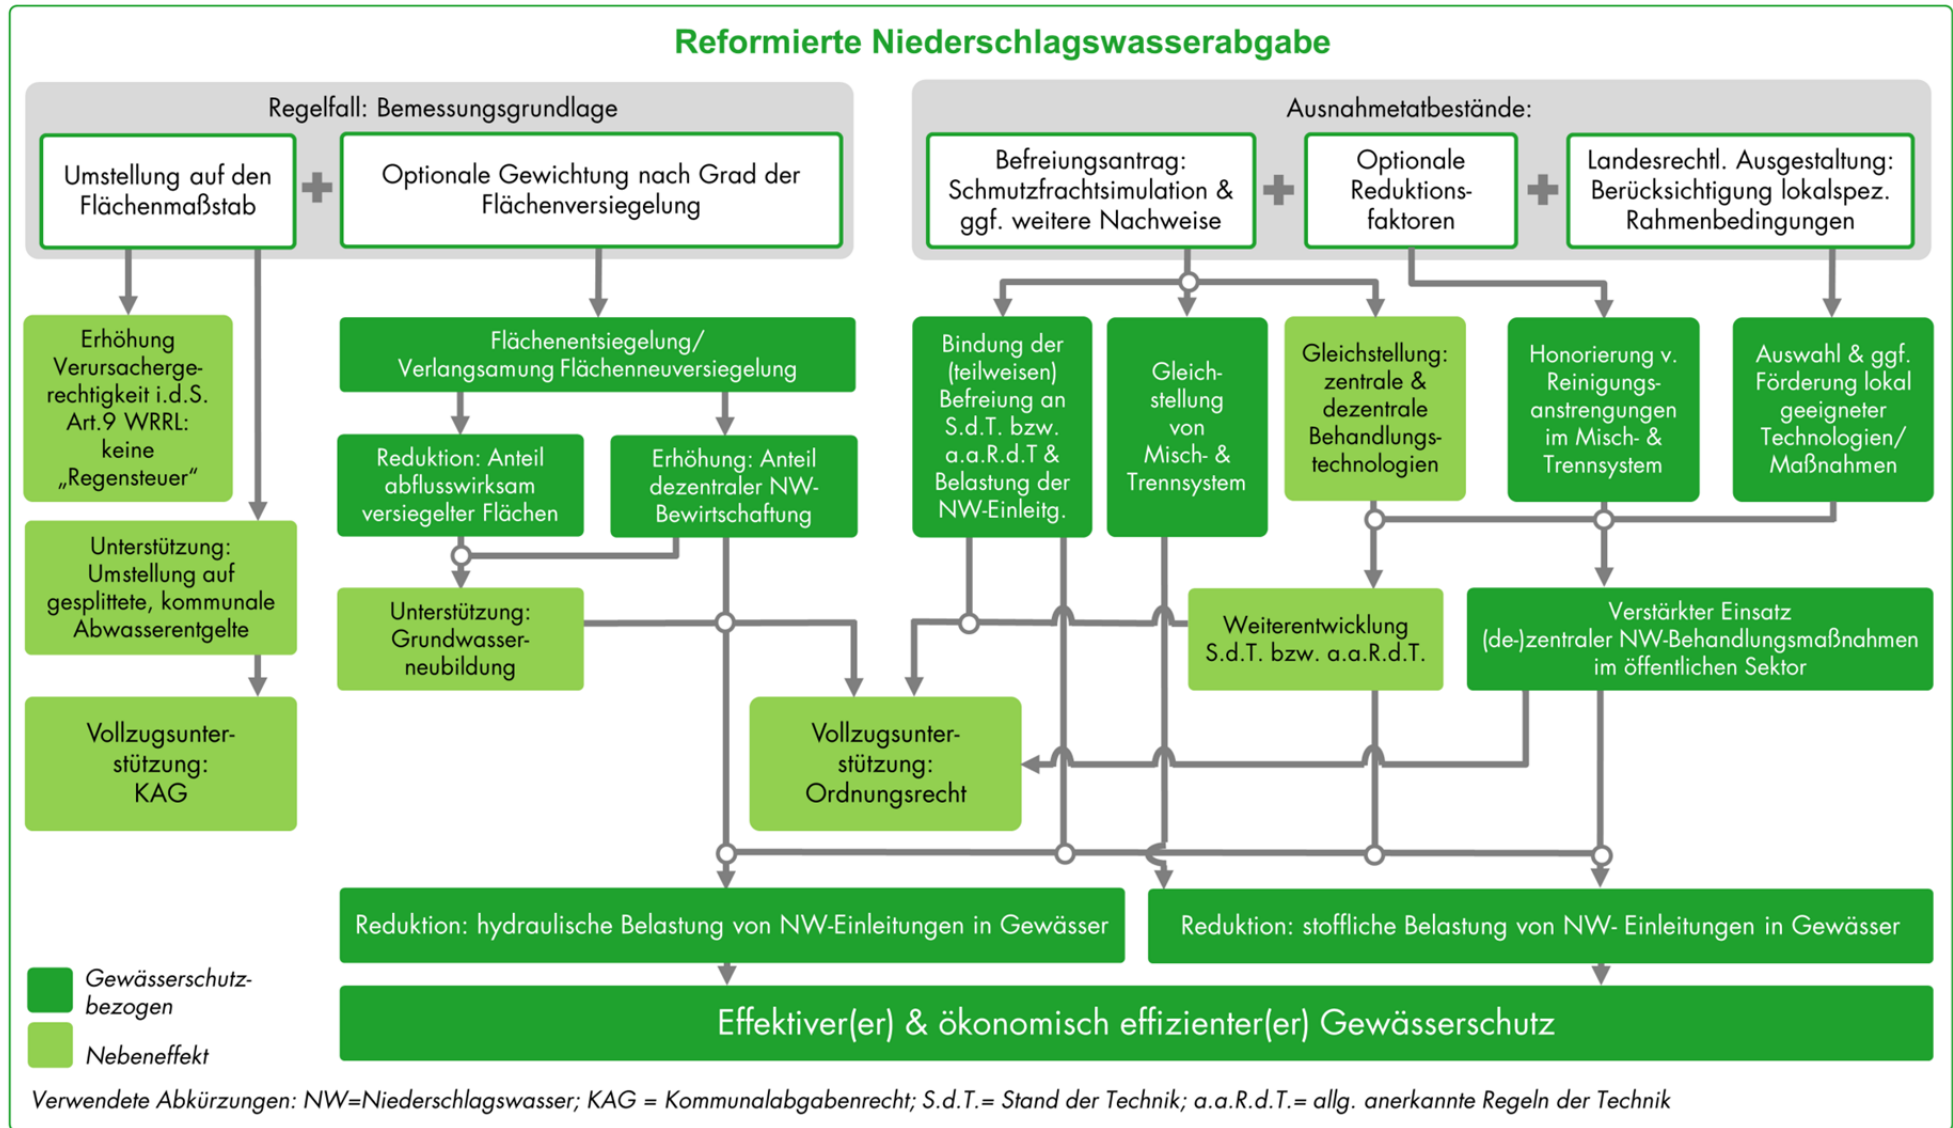 Reformierte Niederschlagswasserabgabe
Regelfall: Bemessungsgrundlage
Umstellung auf den
Flächenmaßstab
Optionale Gewichtung nach Grad der
Flächenversiegelung
Ausnahmetatbestände:
Befreiungsantrag:
Schmutzfrachtsimulation &
ggf. weitere Nachweise
Optionale
Reduktions-
faktoren
Landesrechtl. Ausgestaltung:
Berücksichtigung lokalspez.
Rahmenbedingungen
Erhöhung
Verursacherge-
rechtigkeit i.d.S.
Art.9 WRRL:
keine
„Regensteuer“
Flächenentsiegelung/
Verlangsamung Flächenneuversiegelung
Bindung der
(teilweisen)
Befreiung an
S.d.T. bzw.
a.a.R.d.T &
Belastung der
NW-Einleitg.
Gleich-
stellung
von
Misch- &
Trennsystem
Gleichstellung:
zentrale &
dezentrale
Behandlungs-
technologien
Honorierung v.
Reinigungs-
anstrengungen
im Misch- &
Trennsystem
Auswahl & ggf.
Förderung lokal
geeigneter
Technologien/
Maßnahmen
Reduktion: Anteil
abflusswirksam
versiegelter Flächen
Erhöhung: Anteil
dezentraler NW-
Bewirtschaftung
Unterstützung:
Umstellung auf
gesplittete, kommunale
Abwasserentgelte
Unterstützung:
Grundwasser-
neubildung
Weiterentwicklung
S.d.T. bzw. a.a.R.d.T.
Verstärkter Einsatz
(de-)zentraler NW-Behandlungsmaßnahmen
im öffentlichen Sektor
Vollzugsunter-
stützung:
KAG
Vollzugsunter-
stützung:
Ordnungsrecht
Reduktion: hydraulische Belastung von NW-Einleitungen in Gewässer
Reduktion: stoffliche Belastung von NW- Einleitungen in Gewässer
Effektiver(er) & ökonomisch effizienter(er) Gewässerschutz
Gewässerschutz-
bezogen
Nebeneffekt
Verwendete Abkürzungen: NW=Niederschlagswasser; KAG = Kommunalabgabenrecht; S.d.T.= Stand der Technik; a.a.R.d.T.= allg. anerkannte Regeln der Technik